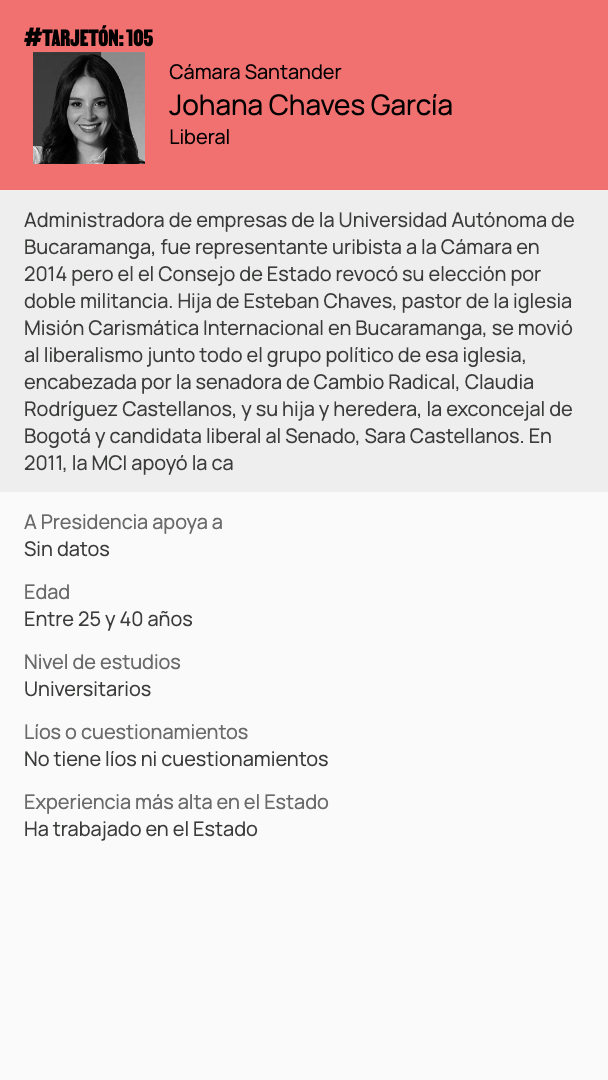 #TARJETÓN: 105
Cámara Santander
Johana Chaves García
Liberal
Administradora de empresas de la Universidad Autónoma de
Bucaramanga, fue representante uribista a la Cámara en
2014 pero el el Consejo de Estado revocó su elección por
doble militancia. Hija de Esteban Chaves, pastor de la iglesia
Misión Carismática Internacional en Bucaramanga, se movió
al liberalismo junto todo el grupo político de esa iglesia,
encabezada por la senadora de Cambio Radical, Claudia
Rodríguez Castellanos, y su hija y heredera, la exconcejal de
Bogotá y candidata liberal al Senado, Sara Castellanos. En
2011, la MCI apoyó la ca
A Presidencia apoya a
Sin datos
Edad
Entre 25 y 40 años
Nivel de estudios
Universitarios
Líos o cuestionamientos
No tiene líos ni cuestionamientos
Experiencia más alta en el Estado
Ha trabajado en el Estado